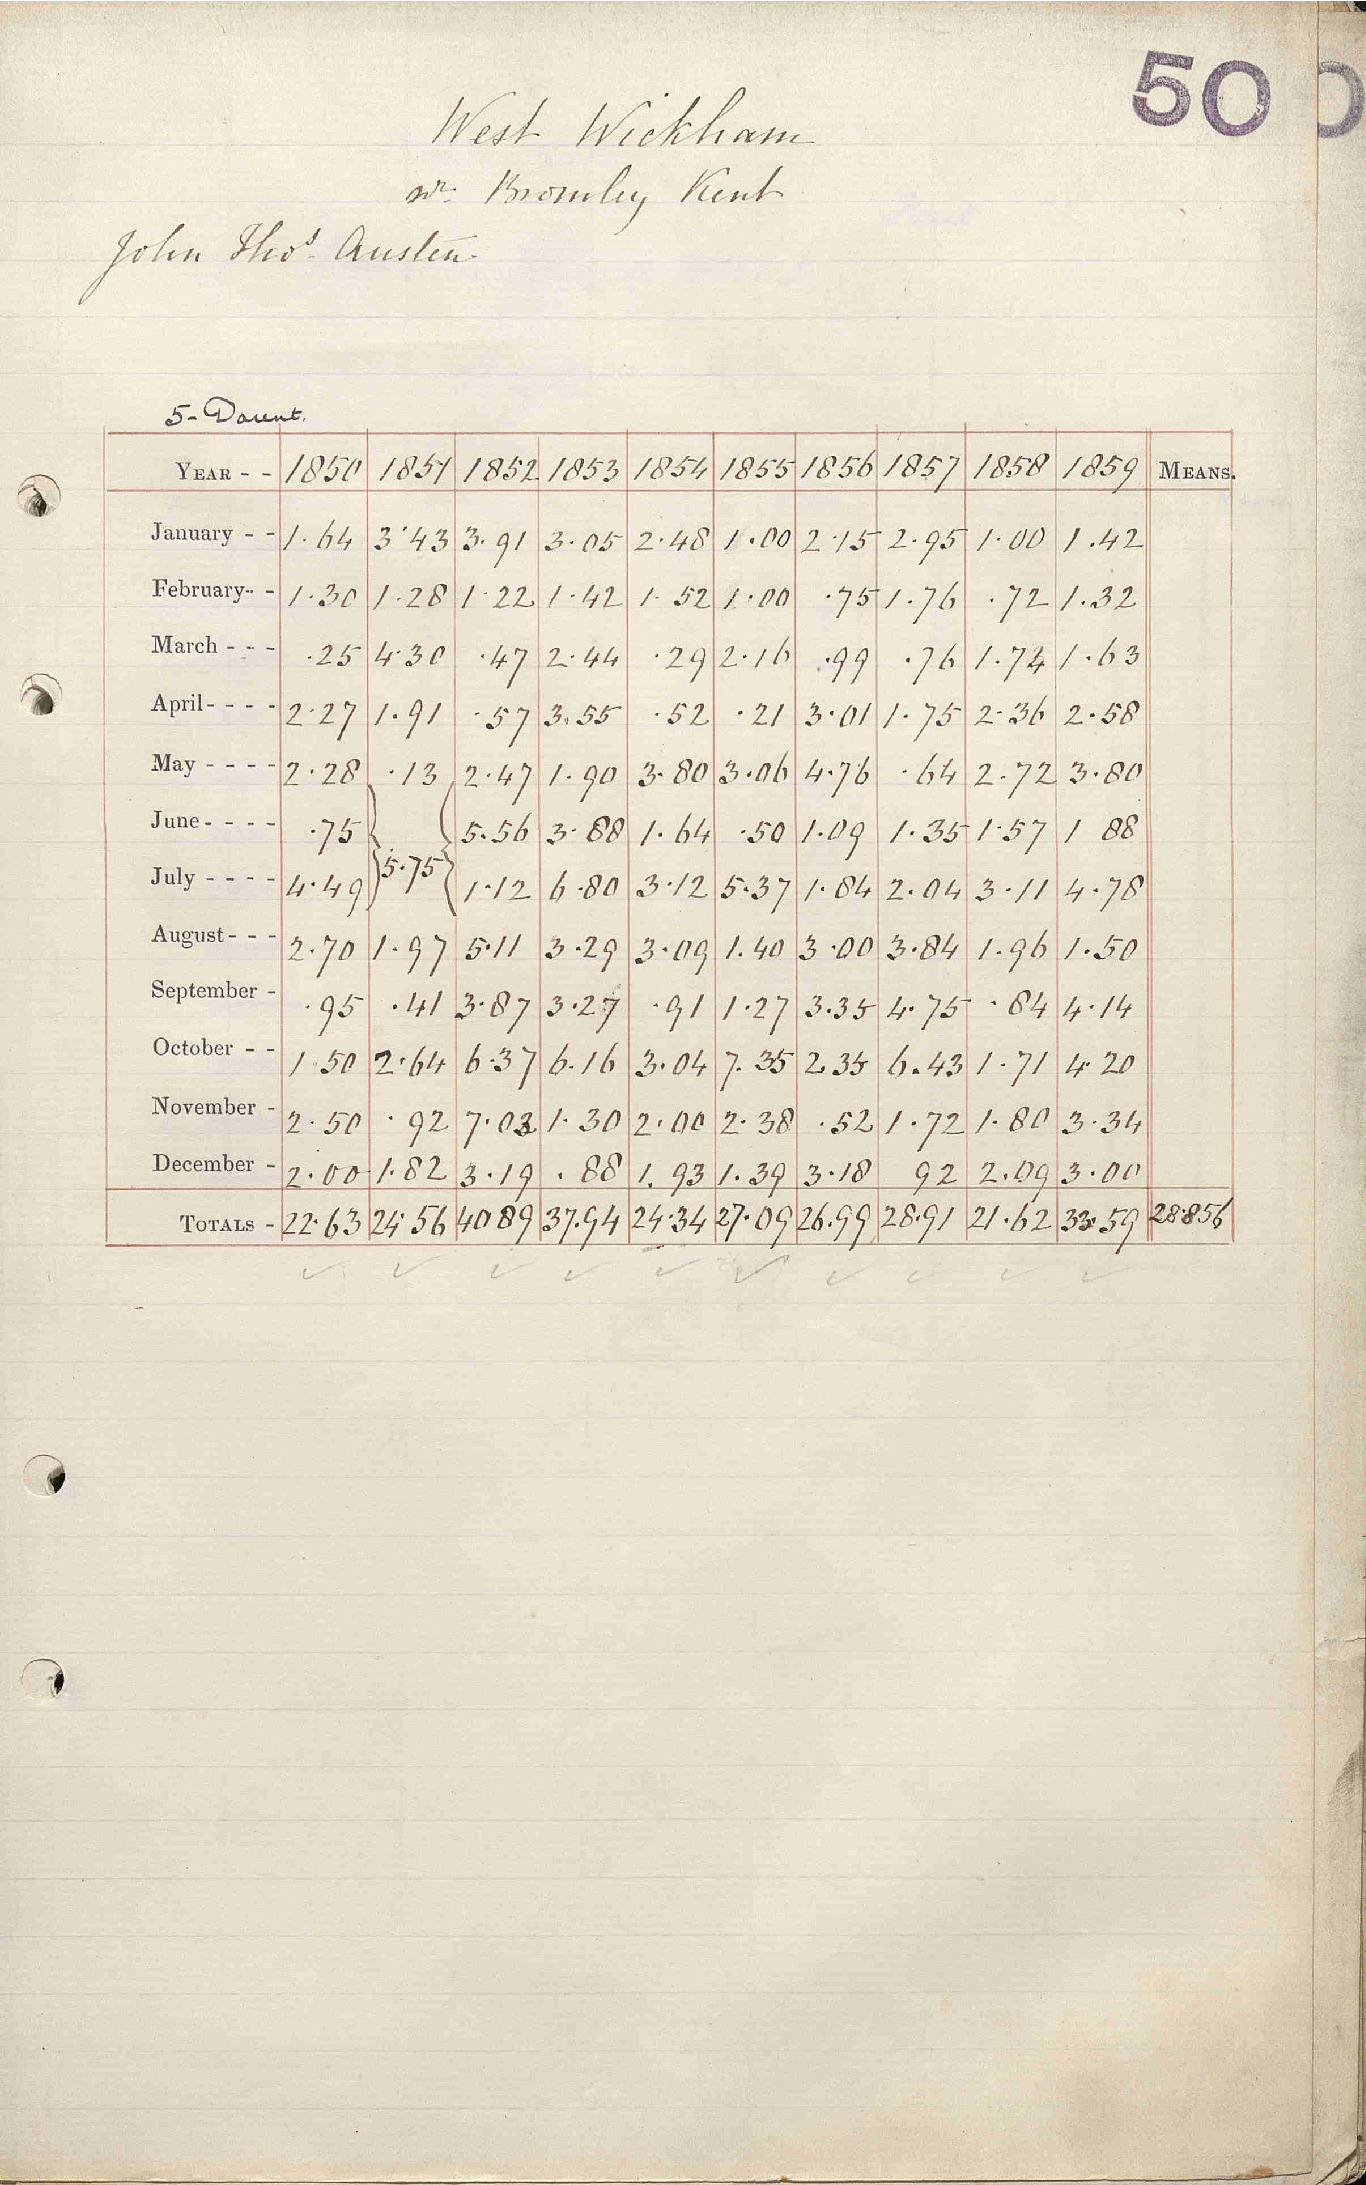 50
West Wickham
nr. Bromley Kent
John Thos. Austen.
5 - Darent.
YEAR - - 1850 1851 1852 1853 1854 1855 1856 1857 1858 1859 MEANS.
January - - 1.64 3.43 3.91 3.05 2.48 1.00 2.15 2.95 1.00 1.42
February - - 1.30 1.28 1.22 1.42 1.52 1.00 .75 1.76 .72 1.32
March - - - .25 4.30 .47 2.44 .29 2.16 .99 .76 1.74 1.63
April - - - - 2.27 1.91 .57 3.55 .52 .21 3.01 1.75 2.36 2.58
May - - - - 2.28 .13 2.47 1.90 3.80 3.06 4.76 .64 2.72 3.80
June - - - - .75 } { 5.56 3.88 1.64 .50 1.09 1.35 1.57 1 88
July - - - - 4.49 } 5.75 { 1.12 6.80 3.12 5.37 1.84 2.04 3.11 4.78
August - - - 2.70 1.97 5.11 3.29 3.09 1.40 3.00 3.84 1.96 1.50
September - .95 .41 3.87 3.27 .91 1.27 3.35 4.75 .84 4.14
October - - 1.50 2.64 6.37 6.16 3.04 7.35 2.35 6.43 1.71 4.20
November - 2.50 .92 7.03 1.30 2.00 2.38 .52 1.72 1.80 3.34
December - 2.00 1.82 3.19 .88 1.93 1.39 3.18 92 2.09 3.00
TOTALS - 22.63 24.56 40 89 37.94 24.34 27.09 26.99 28.91 21.62 33.59 28.856